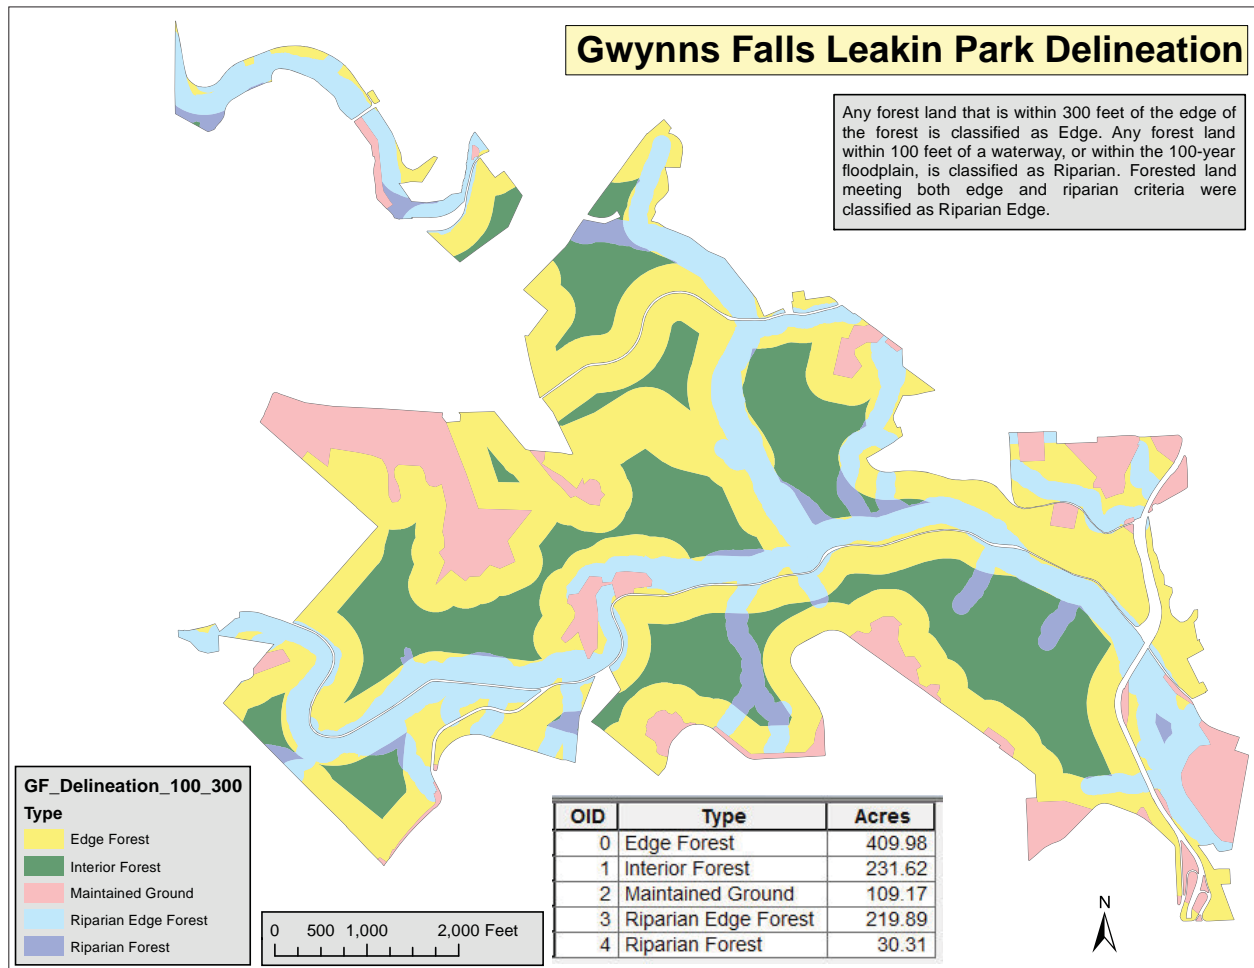 Gwynns Falls Leakin Park Delineation
Any forest land that is within 300 feet of the edge of
the forest is classified as Edge. Any forest land
within 100 feet of a waterway, or within the 100-year
floodplain, is classified as Riparian. Forested land
meeting both edge and riparian criteria were
classified as Riparian Edge.
GF_Delineation_100_300
Type
Edge Forest
Interior Forest
Maintained Ground
Riparian Edge Forest
Riparian Forest
0 500 1,000 2,000 Feet
OID Type Acres
0 Edge Forest 409.98
1 Interior Forest 231.62
2 Maintained Ground 109.17
3 Riparian Edge Forest 219.89
4 Riparian Forest 30.31
N